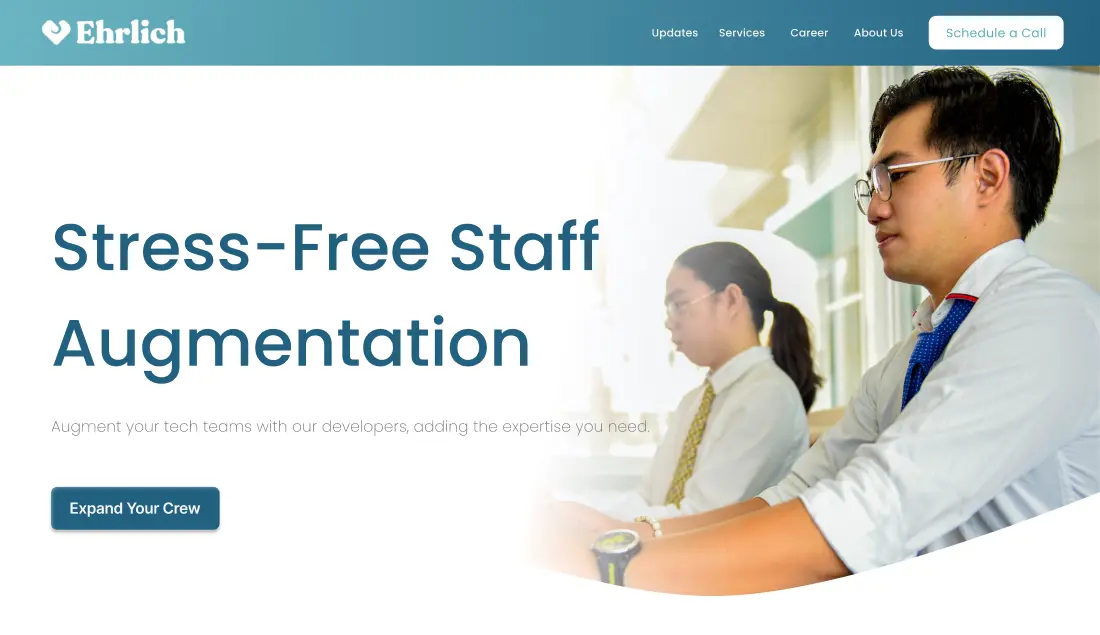 Ehrlich
Updates Services Career About Us Schedule a Call
Stress-Free Staff
Augmentation
Augment your tech teams with our developers, adding the expertise you need.
Expand Your Crew